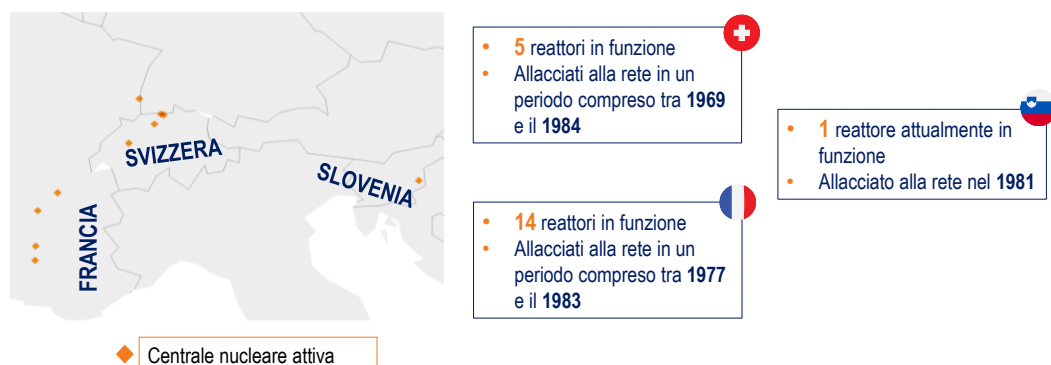 SVIZZERA
SLOVENIA
FRANCIA
Centrale nucleare attiva
• 5 reattori in funzione
• Allacciati alla rete in un
periodo compreso tra 1969
e il 1984
• 14 reattori in funzione
• Allacciati alla rete in un
periodo compreso tra 1977
e il 1983
• 1 reattore attualmente in
funzione
• Allacciato alla rete nel 1981